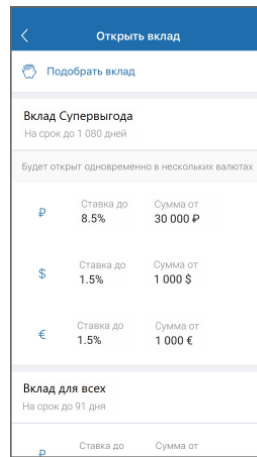 Открыть вклад
Подобрать вклад
Вклад Супервыгода
На срок до 1 080 дней
Будет открыт одновременно в нескольких валютах
Ставка до Сумма от
₽ 8.5% 30 000 ₽
Ставка до Сумма от
$ 1.5% 1 000 $
Ставка до Сумма от
€ 1.5% 1 000 €
Вклад для всех
На срок до 91 дня
Ставка до Сумма от
₽